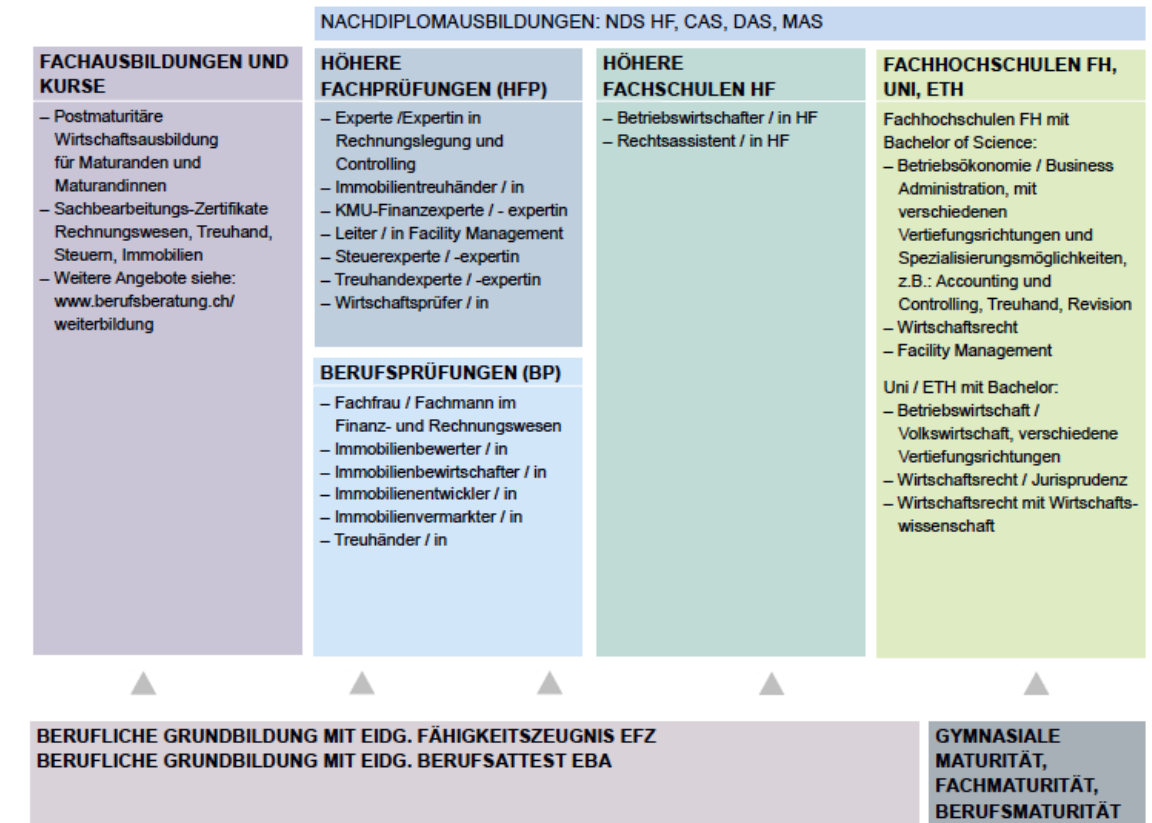 NACHDIPLOMAUSBILDUNGEN: NDS HF, CAS, DAS, MAS
FACHAUSBILDUNGEN UND
KURSE
– Postmaturitäre
Wirtschaftsausbildung
für Maturanden und
Maturandinnen
– Sachbearbeitungs-Zertifikate
Rechnungswesen, Treuhand,
Steuern, Immobilien
– Weitere Angebote siehe:
www.berufsberatung.ch/
weiterbildung
HÖHERE
FACHPRÜFUNGEN (HFP)
– Experte /Expertin in
Rechnungslegung und
Controlling
– Immobilientreuhänder / in
– KMU-Finanzexperte / - expertin
– Leiter / in Facility Management
– Steuerexperte / -expertin
– Treuhandexperte / -expertin
– Wirtschaftsprüfer / in
BERUFSPRÜFUNGEN (BP)
– Fachfrau / Fachmann im
Finanz- und Rechnungswesen
– Immobilienbewerter / in
– Immobilienbewirtschafter / in
– Immobilienentwickler / in
– Immobilienvermarkter / in
– Treuhänder / in
HÖHERE
FACHSCHULEN HF
– Betriebswirtschafter / in HF
– Rechtsassistent / in HF
FACHHOCHSCHULEN FH,
UNI, ETH
Fachhochschulen FH mit
Bachelor of Science:
– Betriebsökonomie / Business
Administration, mit
verschiedenen
Vertiefungsrichtungen und
Spezialisierungsmöglichkeiten,
z.B.: Accounting und
Controlling, Treuhand, Revision
– Wirtschaftsrecht
– Facility Management
Uni / ETH mit Bachelor:
– Betriebswirtschaft /
Volkswirtschaft, verschiedene
Vertiefungsrichtungen
– Wirtschaftsrecht / Jurisprudenz
– Wirtschaftsrecht mit Wirtschafts-
wissenschaft
BERUFLICHE GRUNDBILDUNG MIT EIDG. FÄHIGKEITSZEUGNIS EFZ
BERUFLICHE GRUNDBILDUNG MIT EIDG. BERUFSATTEST EBA
GYMNASIALE
MATURITÄT,
FACHMATURITÄT,
BERUFSMATURITÄT